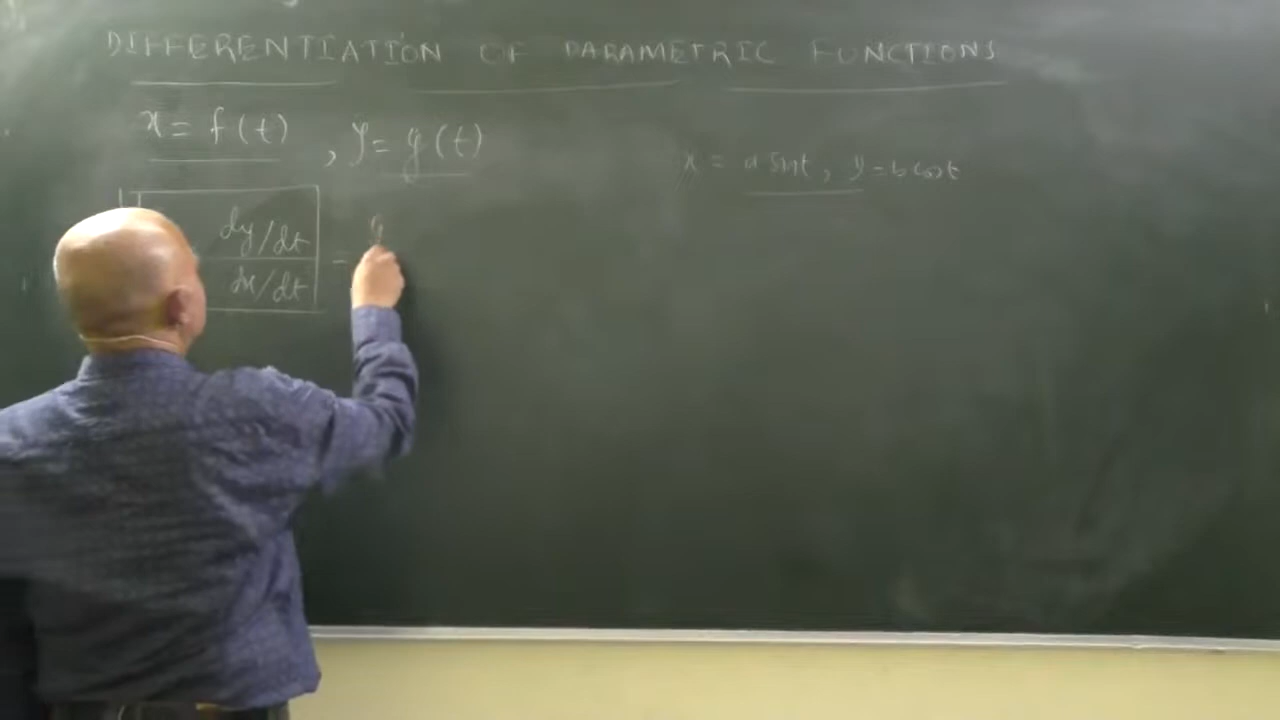 DIFFERENTIATION OF PARAMETRIC FUNCTIONS
x = f(t) , y = g(t)
x = a sint, y = b cost
dy/dt
dx/dt
=